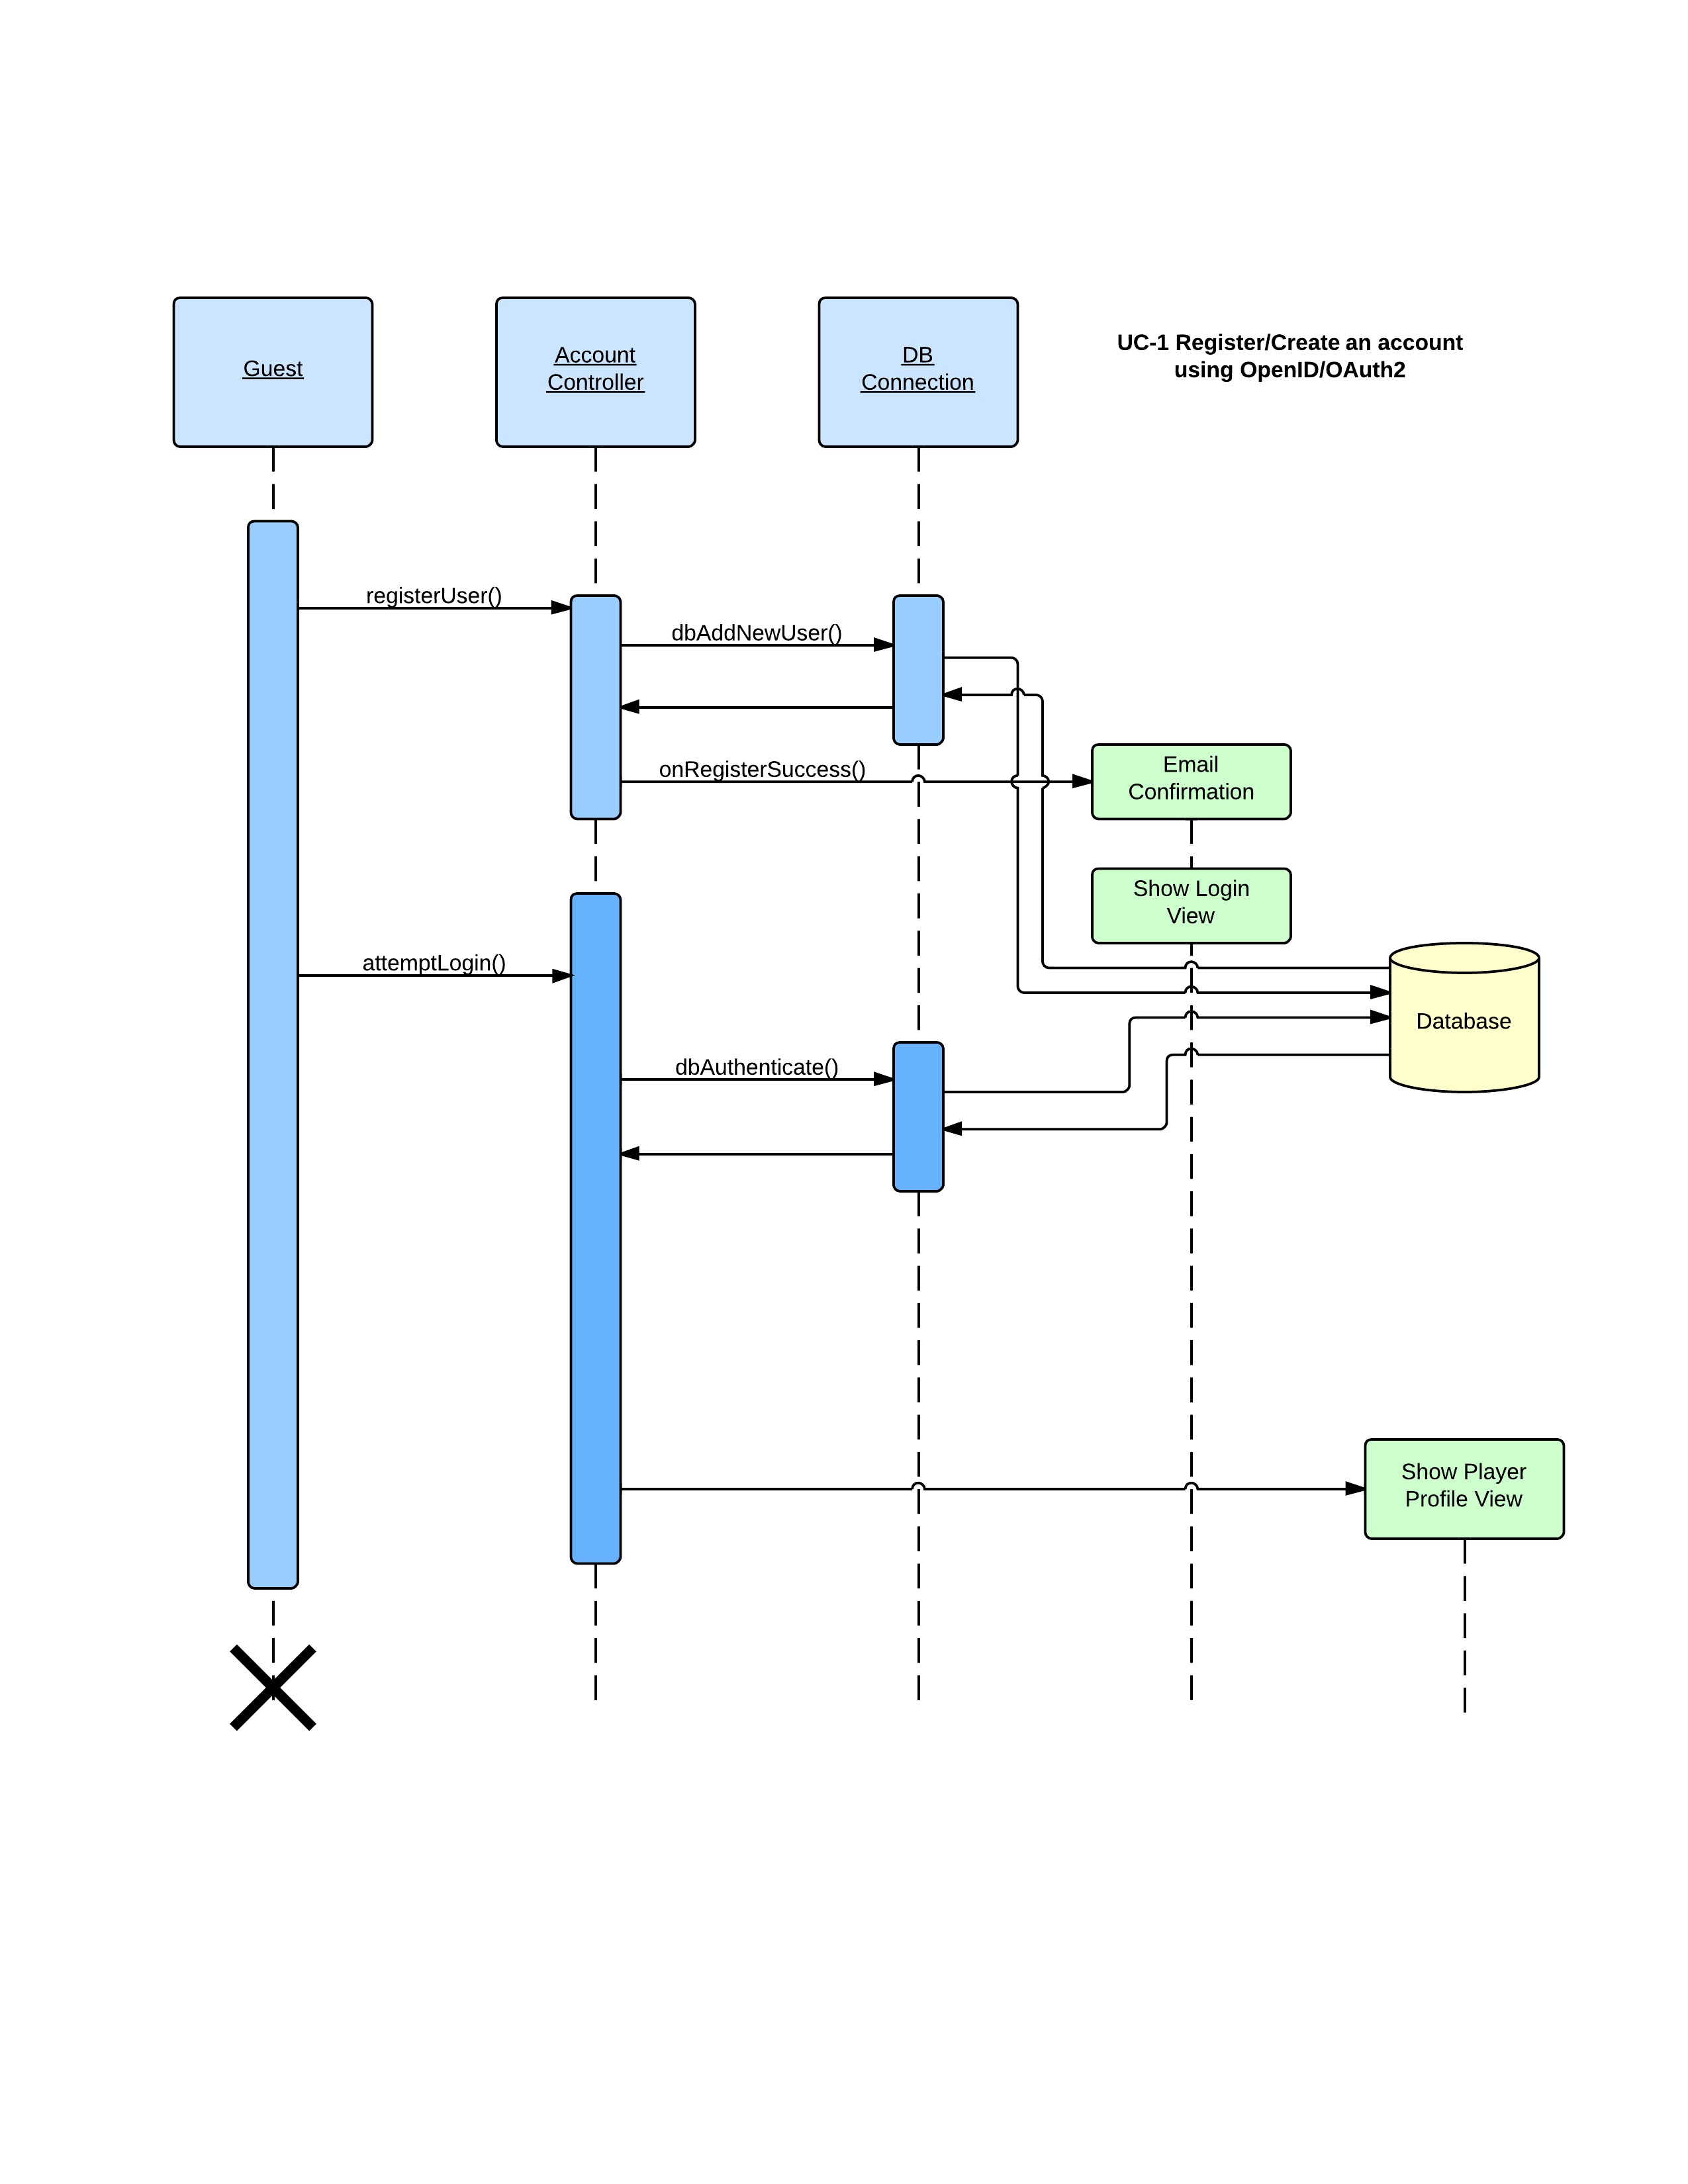 Guest
Account
Controller
DB
Connection
UC-1 Register/Create an account
using OpenID/OAuth2
registerUser()
dbAddNewUser()
onRegisterSuccess()
Email
Confirmation
Show Login
View
attemptLogin()
Database
dbAuthenticate()
Show Player
Profile View